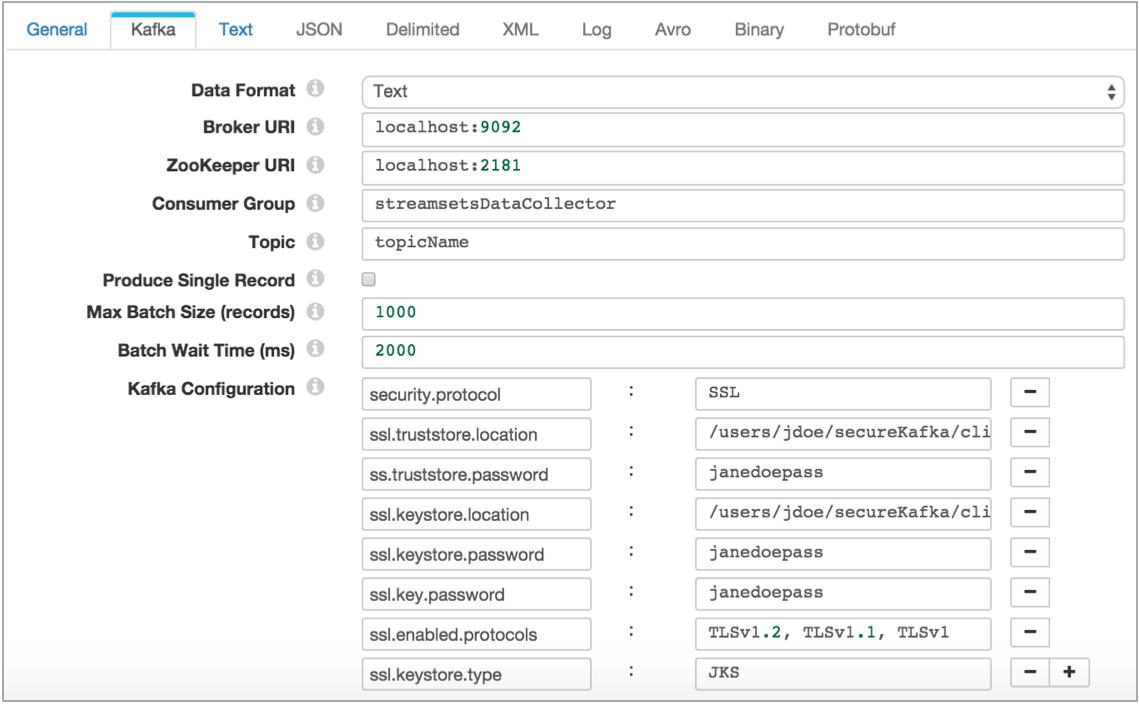 General Kafka Text JSON Delimited XML Log Avro Binary Protobuf
Data Format Text
Broker URI localhost:9092
ZooKeeper URI localhost:2181
Consumer Group streamsetsDataCollector
Topic topicName
Produce Single Record
Max Batch Size (records) 1000
Batch Wait Time (ms) 2000
Kafka Configuration
security.protocol : SSL
ssl.truststore.location : /users/jdoe/secureKafka/cli
ss.truststore.password : janedoepass
ssl.keystore.location : /users/jdoe/secureKafka/cli
ssl.keystore.password : janedoepass
ssl.key.password : janedoepass
ssl.enabled.protocols : TLSv1.2, TLSv1.1, TLSv1
ssl.keystore.type : JKS